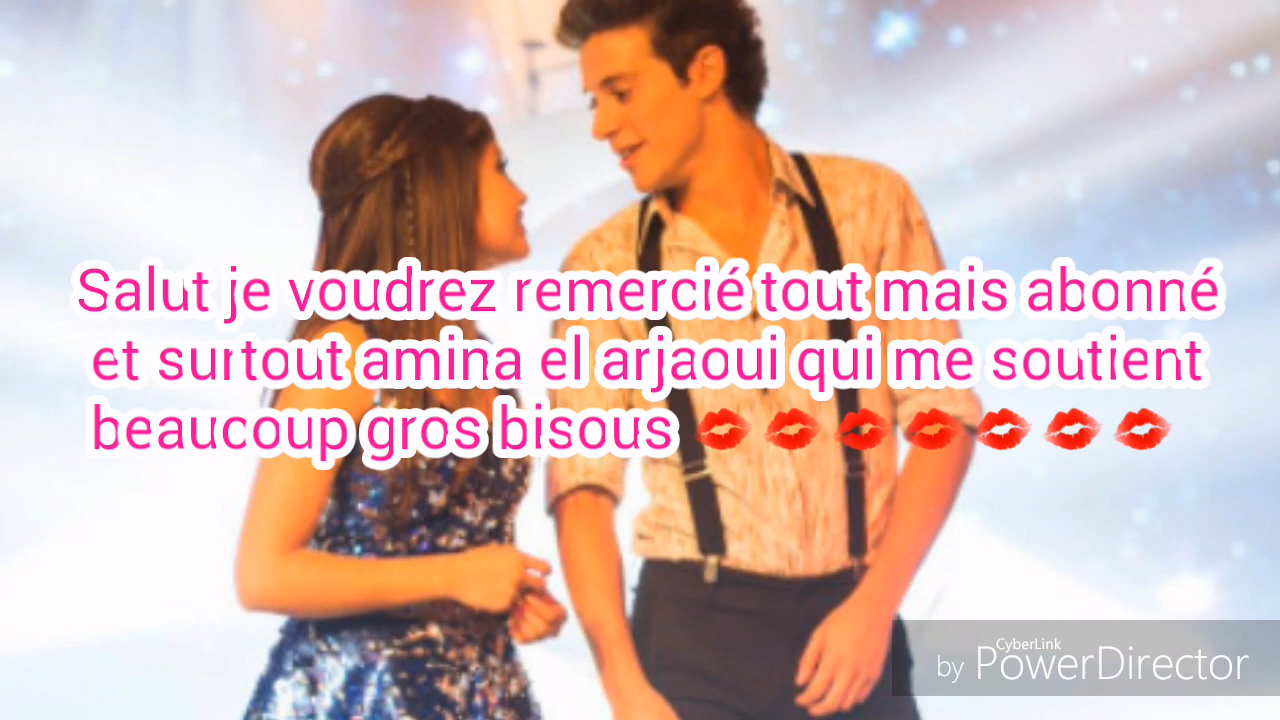 Salut je voudrez remercié tout mais abonné
et surtout amina el arjaoui qui me soutient
beaucoup gros bisous 💋💋💋💋💋💋💋
CyberLink
by PowerDirector